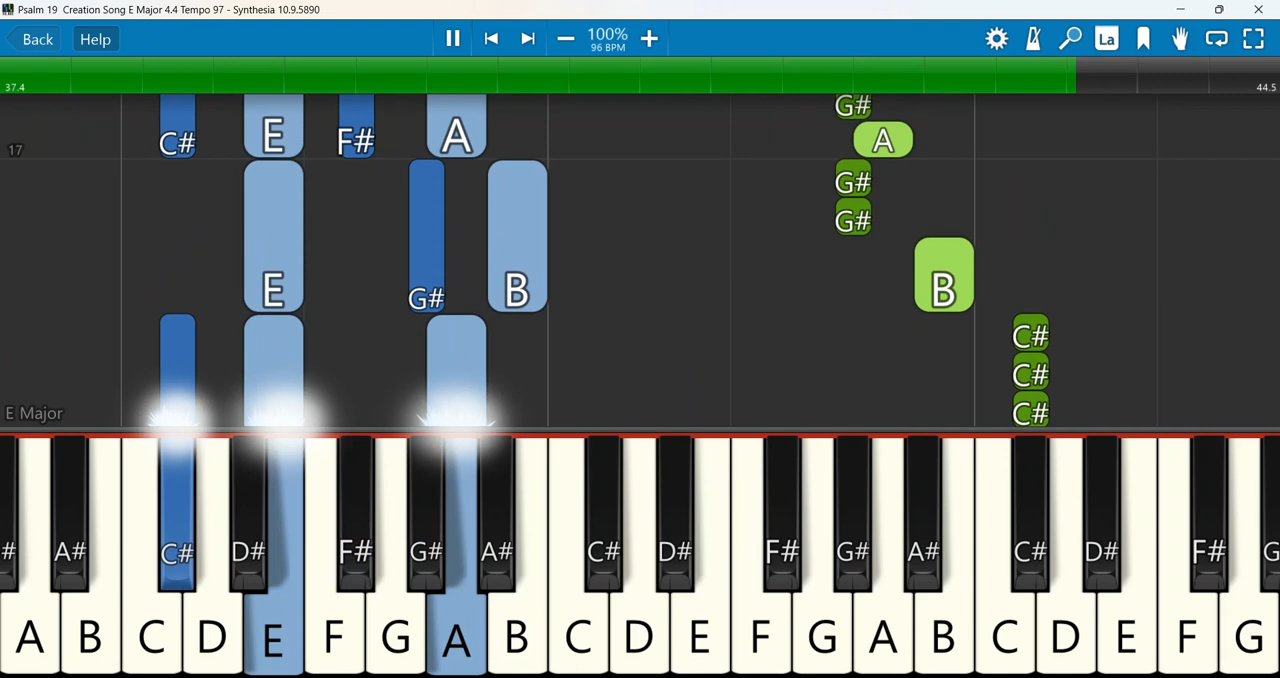 Psalm 19  Creation Song E Major 4.4 Tempo 97 - Synthesia 10.9.5890
Back Help 100% La
96 BPM
37.4 44.5
G#
C# E F# A A
17
G#
G#
E G# B B
C#
C#
E Major C#
# A# C# D# F# G# A# C# D# F# G# A# C# D# F# G
A B C D E F G A B C D E F G A B C D E F G